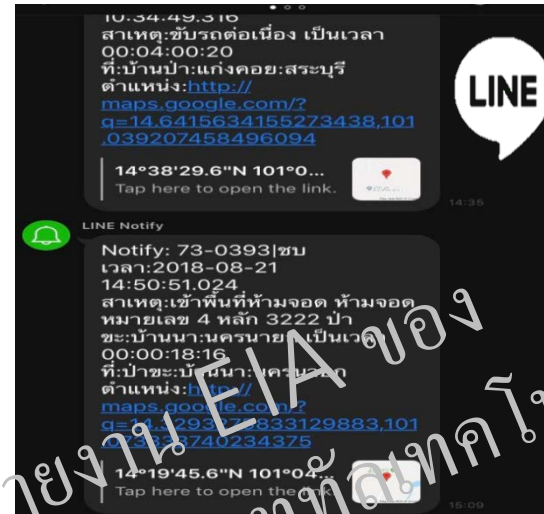 10:34:49.316
สาเหตุ:ขับรถต่อเนื่อง เป็นเวลา
00:04:00:20
ที่:บ้านป่า:แก่งคอย:สระบุรี
ตำแหน่ง:http://
maps.google.com/?
q=14.6415634155273438,101
.039207458496094
14°38'29.6"N 101°0...
Tap here to open the link.
14:35
LINE
LINE Notify
Notify: 73-0393|ชบ
เวลา:2018-08-21
14:50:51.024
สาเหตุ:เข้าพื้นที่ห้ามจอด ห้ามจอด
หมายเลข 4 หลัก 3222 ป่า
ขะ:บ้านนา:นครนายก เป็นเวลา
00:00:18:16
ที่:ป่าขะ:บ้านนา:นครนายก
ตำแหน่ง:http://
maps.google.com/?
14°19'45.6"N 101°04...
Tap here to open the link.
15:09
รายงาน EIA ของ